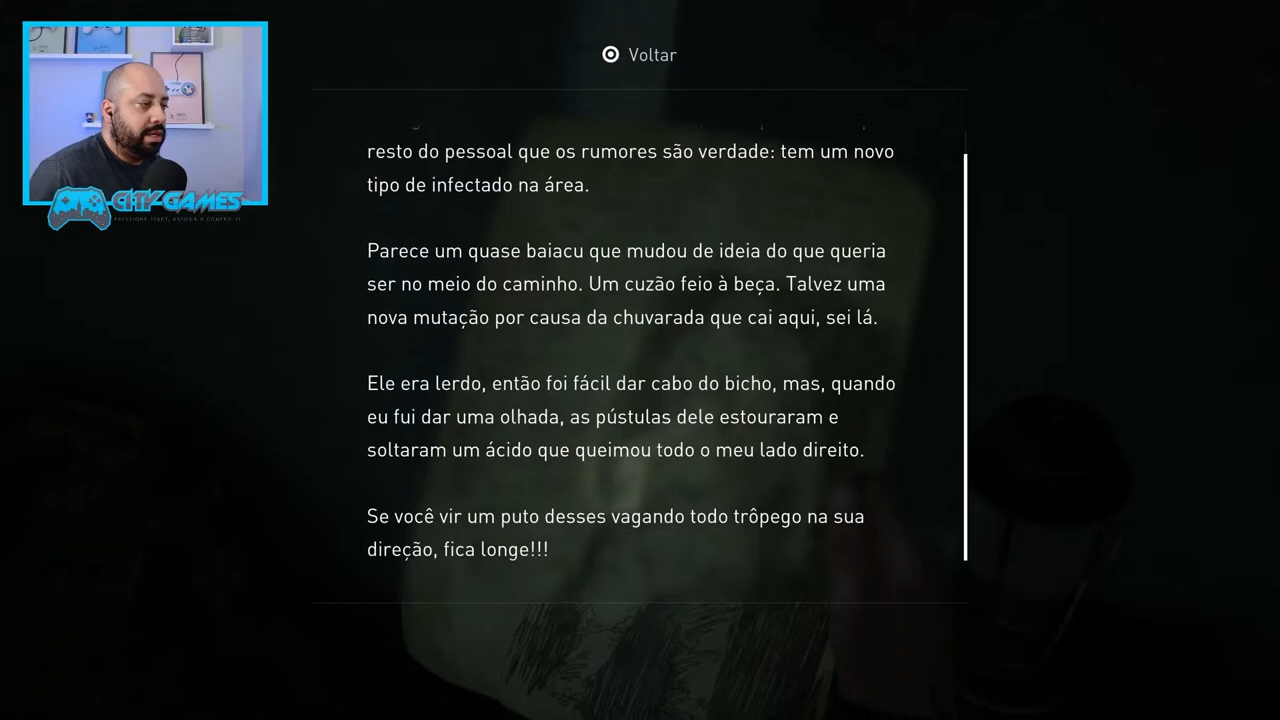 Voltar
resto do pessoal que os rumores são verdade: tem um novo
tipo de infectado na área.
Parece um quase baiacu que mudou de ideia do que queria
ser no meio do caminho. Um cuzão feio à beça. Talvez uma
nova mutação por causa da chuvarada que cai aqui, sei lá.
Ele era lerdo, então foi fácil dar cabo do bicho, mas, quando
eu fui dar uma olhada, as pústulas dele estouraram e
soltaram um ácido que queimou todo o meu lado direito.
Se você vir um puto desses vagando todo trôpego na sua
direção, fica longe!!!